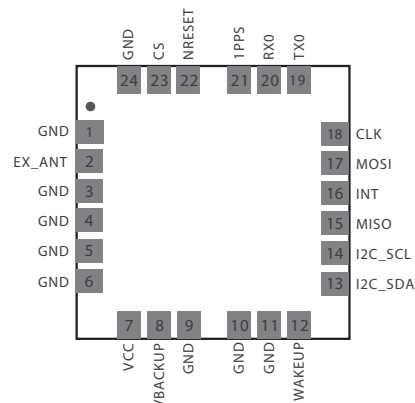 GND
CS
NRESET
1PPS
RX0
TX0
24
23
22
21
20
19
GND 1
EX_ANT 2
GND 3
GND 4
GND 5
GND 6
18 CLK
17 MOSI
16 INT
15 MISO
14 I2C_SCL
13 I2C_SDA
7
8
9
10
11
12
VCC
VBACKUP
GND
GND
GND
WAKEUP